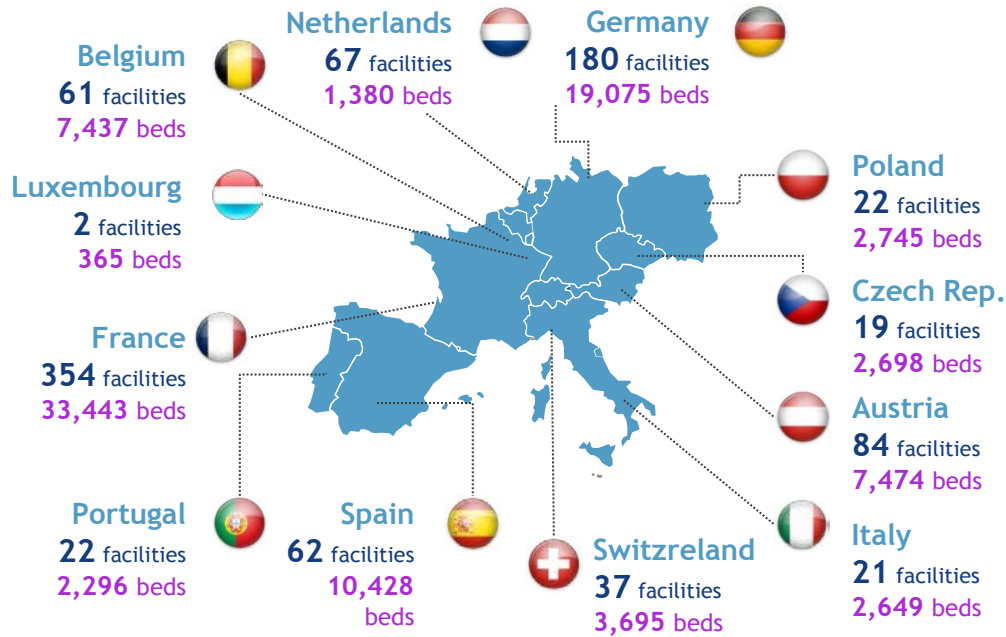 Netherlands
67 facilities
1,380 beds
Germany
180 facilities
19,075 beds
Belgium
61 facilities
7,437 beds
Luxembourg
2 facilities
365 beds
Poland
22 facilities
2,745 beds
Czech Rep.
19 facilities
2,698 beds
France
354 facilities
33,443 beds
Austria
84 facilities
7,474 beds
Portugal
22 facilities
2,296 beds
Spain
62 facilities
10,428
beds
Switzreland
37 facilities
3,695 beds
Italy
21 facilities
2,649 beds